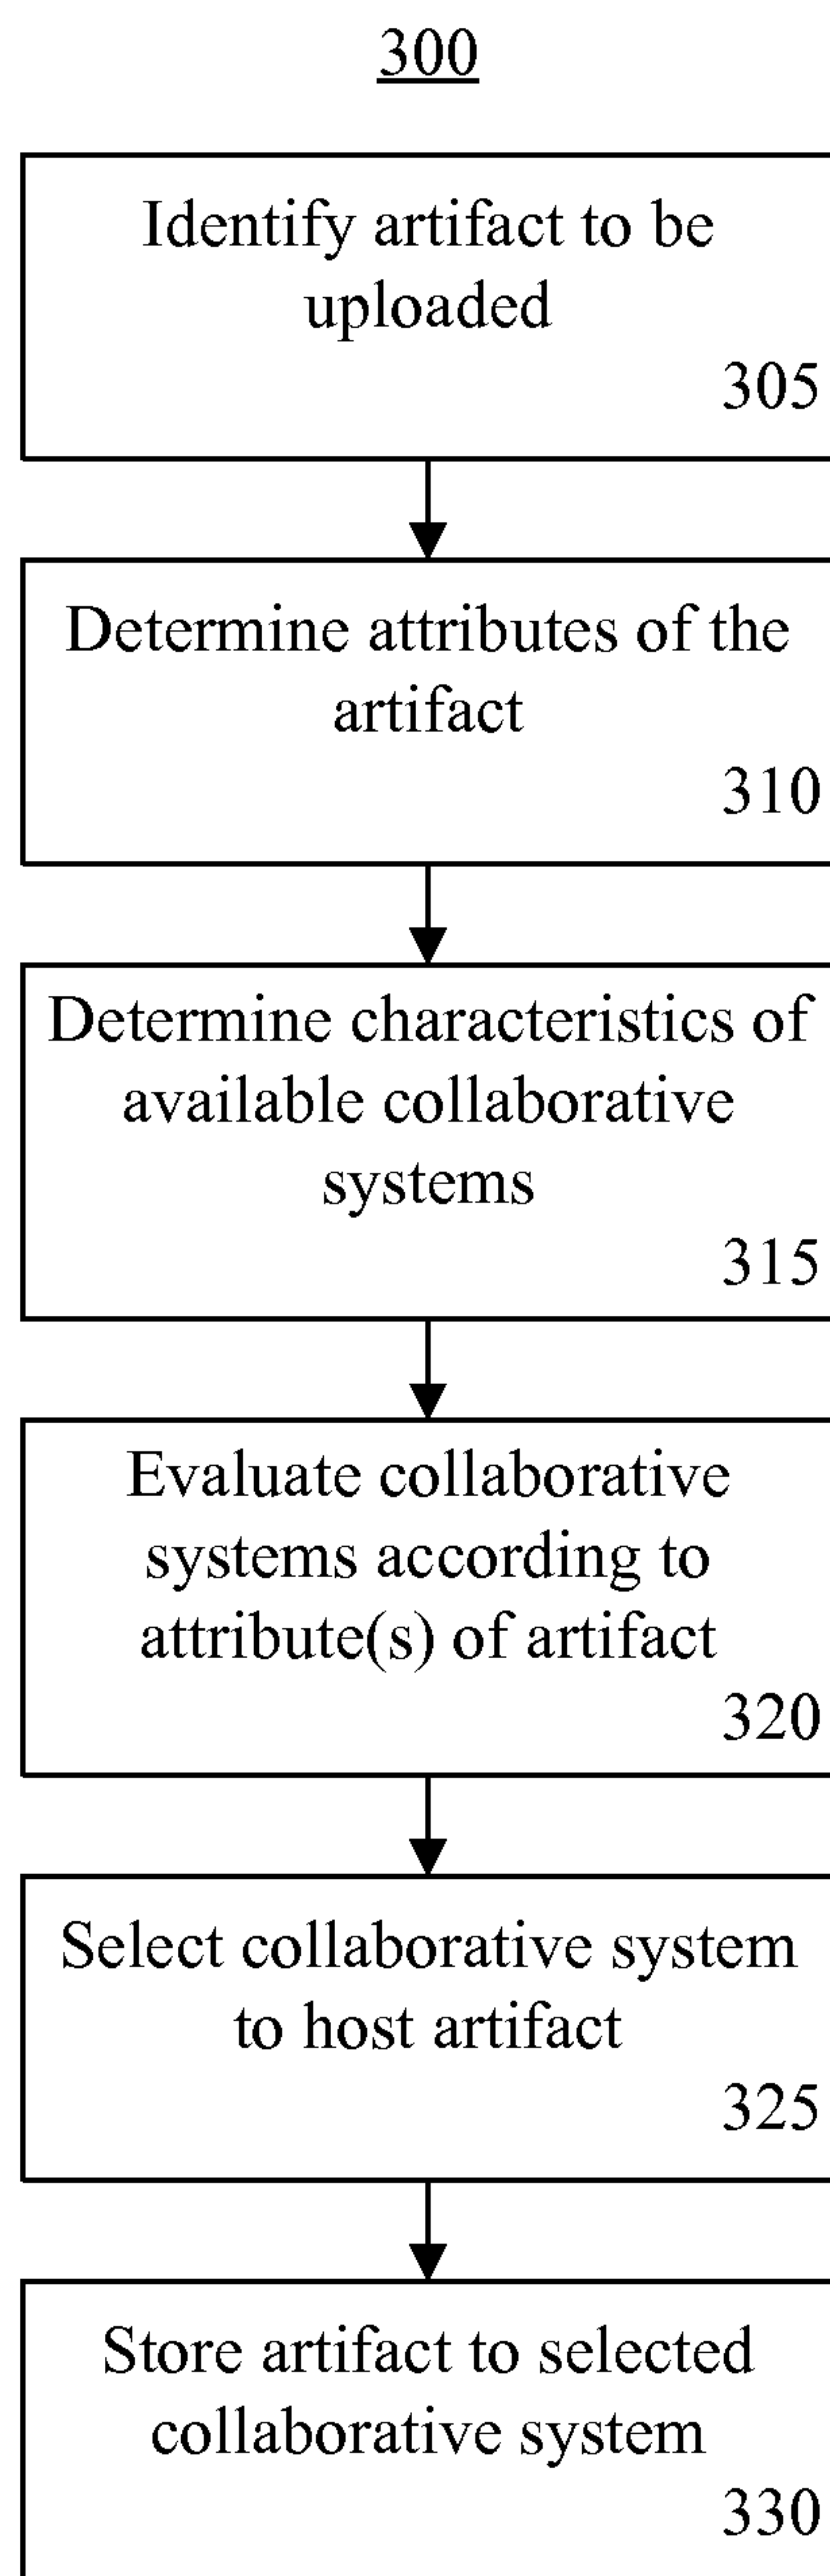 300
Identify artifact to be
uploaded
305
Determine attributes of the
artifact
310
Determine characteristics of
available collaborative
systems
315
Evaluate collaborative
systems according to
attribute(s) of artifact
320
Select collaborative system
to host artifact
325
Store artifact to selected
collaborative system
330